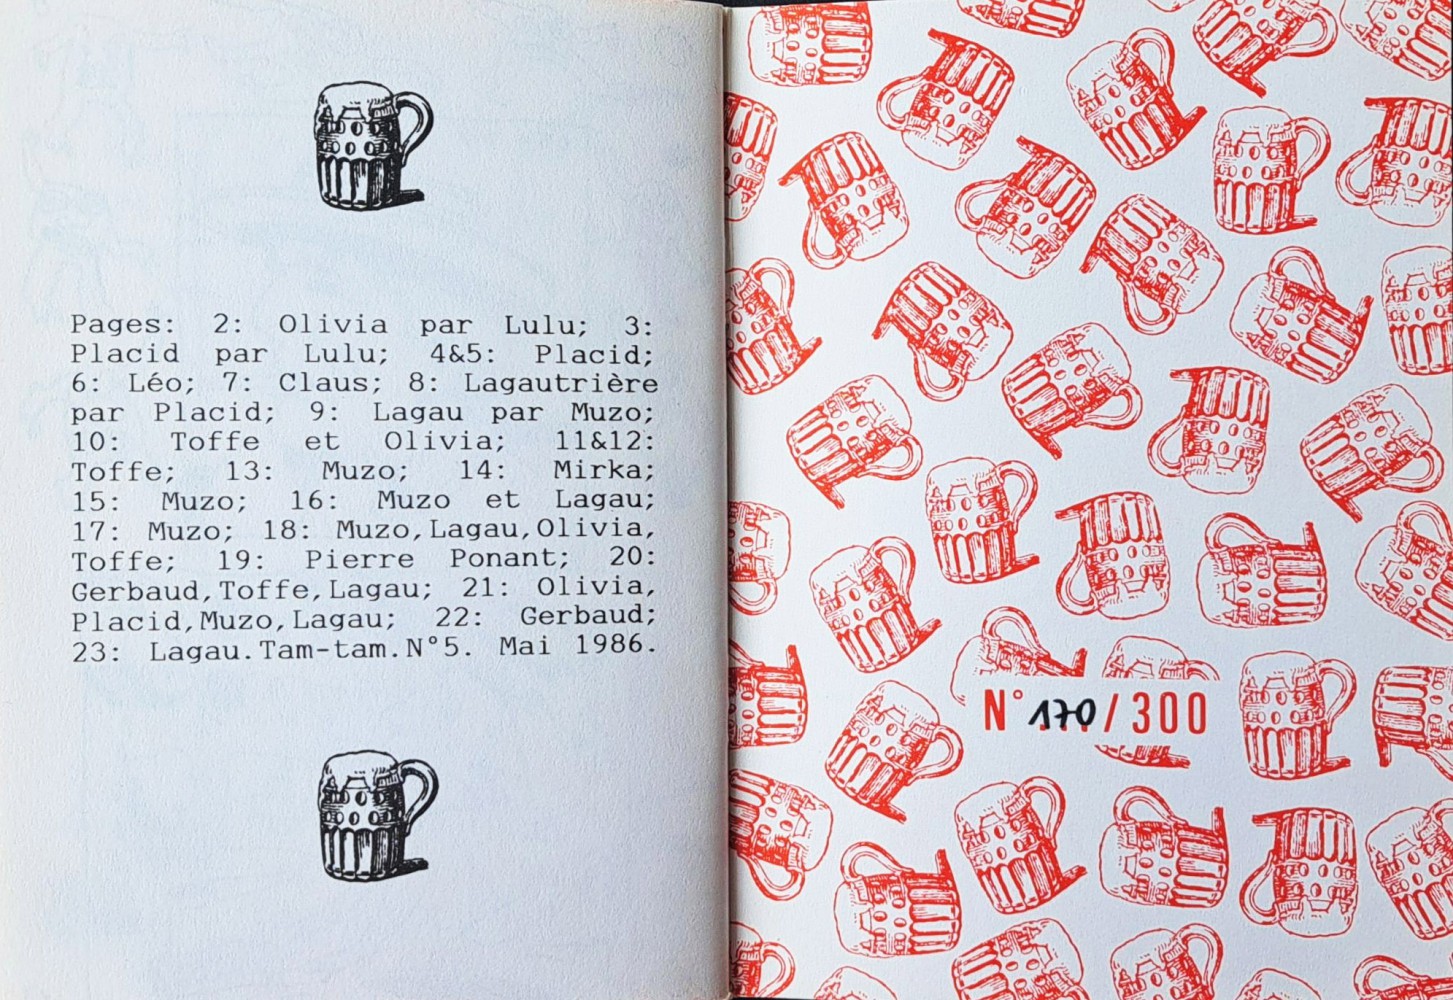 Pages: 2: Olivia par Lulu; 3:
Placid par Lulu; 4&5: Placid;
6: Léo; 7: Claus; 8: Lagautrière
par Placid; 9: Lagau par Muzo;
10: Toffe et Olivia; 11&12:
Toffe; 13: Muzo; 14: Mirka;
15: Muzo; 16: Muzo et Lagau;
17: Muzo; 18: Muzo,Lagau,Olivia,
Toffe; 19: Pierre Ponant; 20:
Gerbaud,Toffe,Lagau; 21: Olivia,
Placid,Muzo,Lagau; 22: Gerbaud;
23: Lagau.Tam-tam.N°5. Mai 1986.
N° 170/300